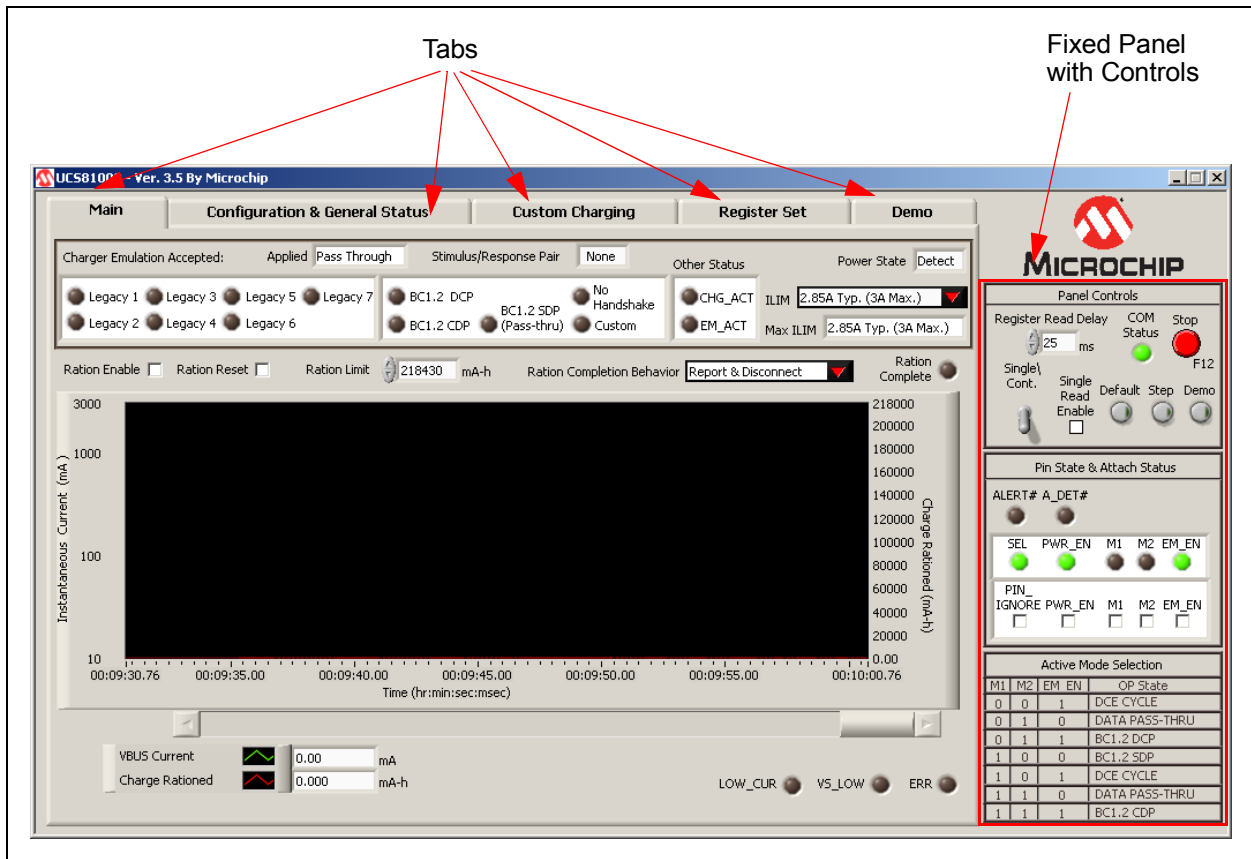 Tabs
Fixed Panel
with Controls
UCS8100 - Ver. 3.5 By Microchip
Main
Configuration & General Status
Custom Charging
Register Set
Demo
MICROCHIP
Charger Emulation Accepted:
Applied Pass Through
Stimulus/Response Pair None
Other Status
Power State Detect
Legacy 1 Legacy 3 Legacy 5 Legacy 7
Legacy 2 Legacy 4 Legacy 6
BC1.2 DCP
BC1.2 CDP
BC1.2 SDP
(Pass-thru)
No
Handshake
Custom
CHG_ACT
EM_ACT
ILIM 2.85A Typ. (3A Max.)
Max ILIM 2.85A Typ. (3A Max.)
Ration Enable
Ration Reset
Ration Limit 218430 mA-h
Ration Completion Behavior Report & Disconnect
Ration
Complete
Instantaneous Current (mA)
3000
1000
100
10
218000
200000
180000
160000
140000
120000
100000
80000
60000
40000
20000
0.00
Charge Rationed (mA-h)
00:09:30.76 00:09:35.00 00:09:40.00 00:09:45.00 00:09:50.00 00:09:55.00 00:10:00.76
Time (hr:min:sec:msec)
VBUS Current 0.00 mA
Charge Rationed 0.000 mA-h
LOW_CUR VS_LOW ERR
Panel Controls
Register Read Delay
25 ms
COM
Status
Stop
F12
Single\
Cont.
Single
Read
Enable
Default Step Demo
Pin State & Attach Status
ALERT# A_DET#
SEL PWR_EN M1 M2 EM_EN
PIN_
IGNORE PWR_EN M1 M2 EM_EN
Active Mode Selection
M1 M2 EM_EN OP State
0 0 1 DCE CYCLE
0 1 0 DATA PASS-THRU
0 1 1 BC1.2 DCP
1 0 0 BC1.2 SDP
1 0 1 DCE CYCLE
1 1 0 DATA PASS-THRU
1 1 1 BC1.2 CDP